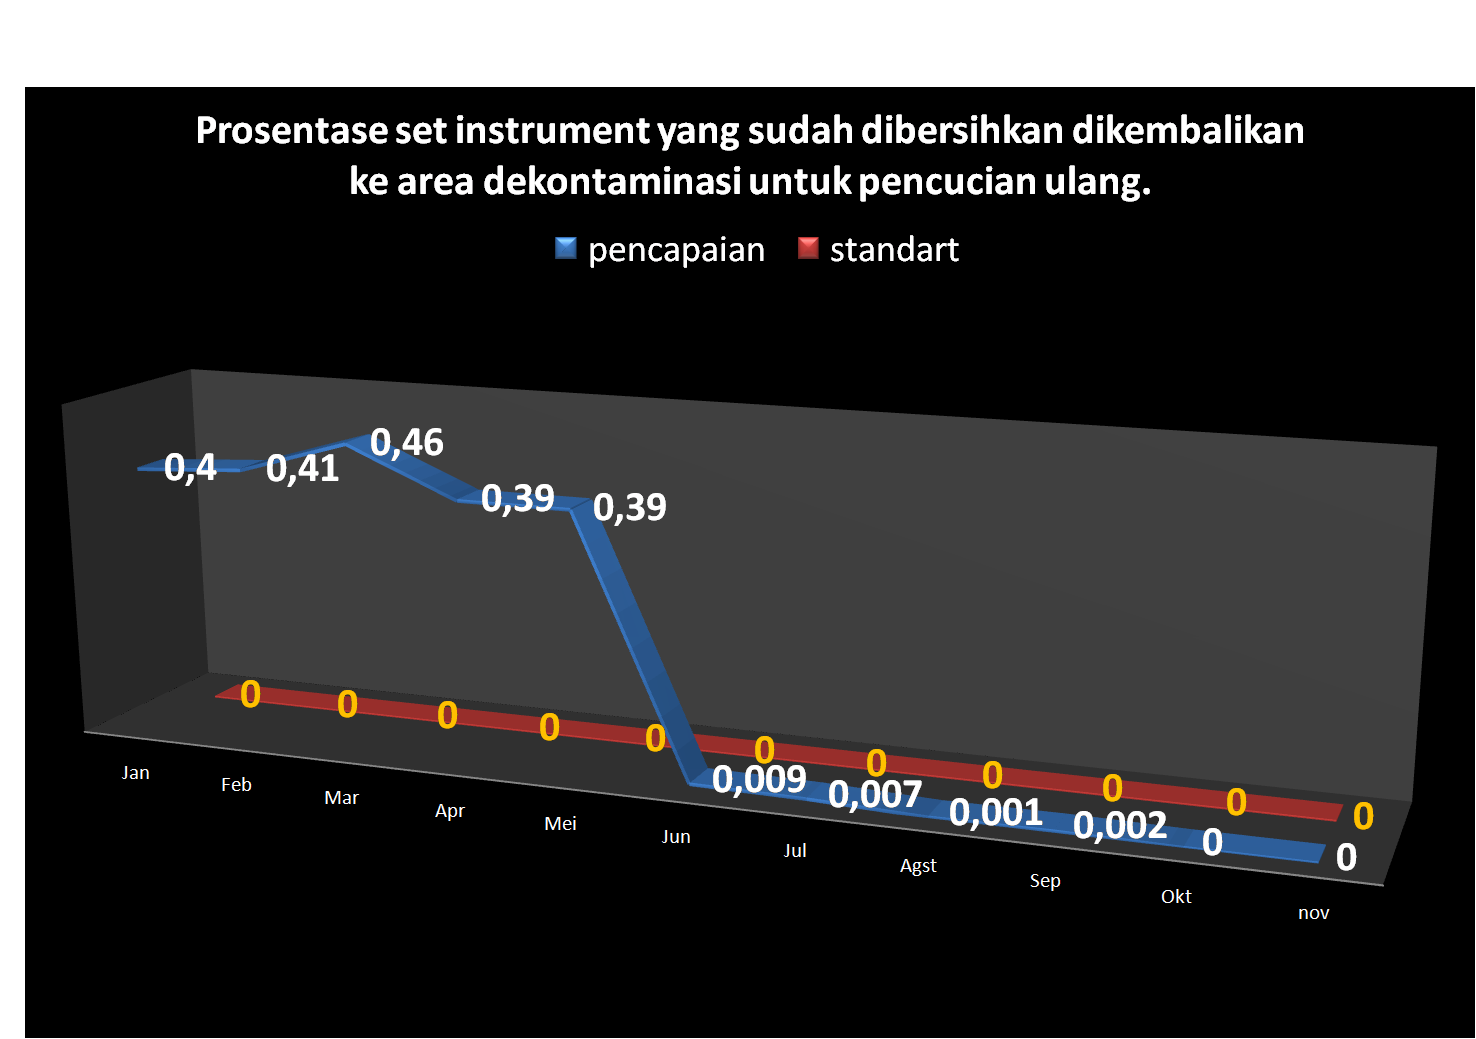 Prosentase set instrument yang sudah dibersihkan dikembalikan
ke area dekontaminasi untuk pencucian ulang.
pencapaian standart
0,4 0,41 0,46 0,39 0,39 0,009 0,007 0,001 0,002 0 0
0 0 0 0 0 0 0 0 0 0 0
Jan Feb Mar Apr Mei Jun Jul Agst Sep Okt nov